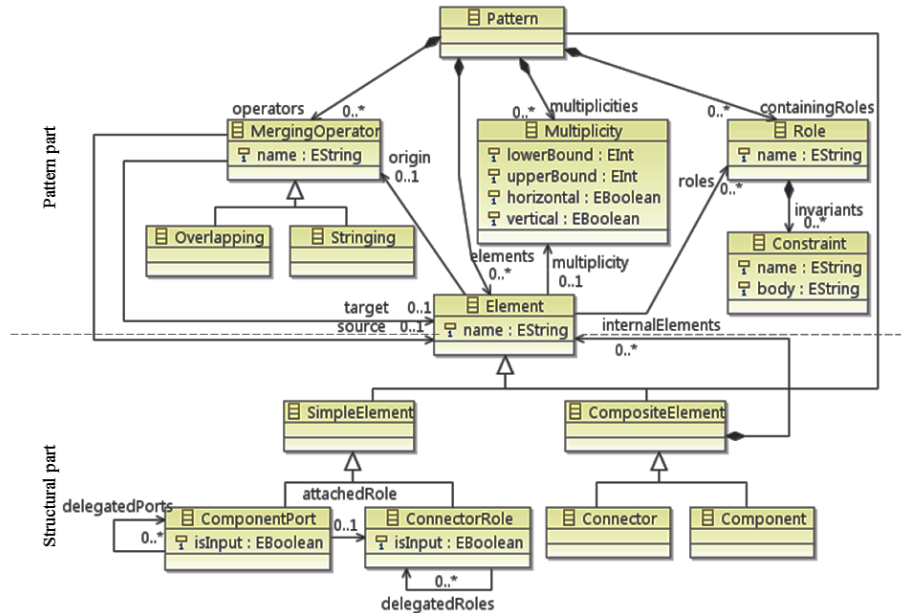 Pattern
operators
0..*
0..*
multiplicities
0..*
containingRoles
Pattern part
MergingOperator
name : EString
Multiplicity
lowerBound : EInt
upperBound : EInt
horizontal : EBoolean
vertical : EBoolean
Role
name : EString
origin
0..1
roles
0..*
invariants
0..*
Overlapping
Stringing
Constraint
name : EString
body : EString
elements
0..*
multiplicity
0..1
target 0..1
source 0..1
Element
name : EString
internalElements
0..*
SimpleElement
CompositeElement
Structural part
delegatedPorts
0..*
attachedRole
0..1
ComponentPort
isInput : EBoolean
ConnectorRole
isInput : EBoolean
Connector
Component
0..*
delegatedRoles